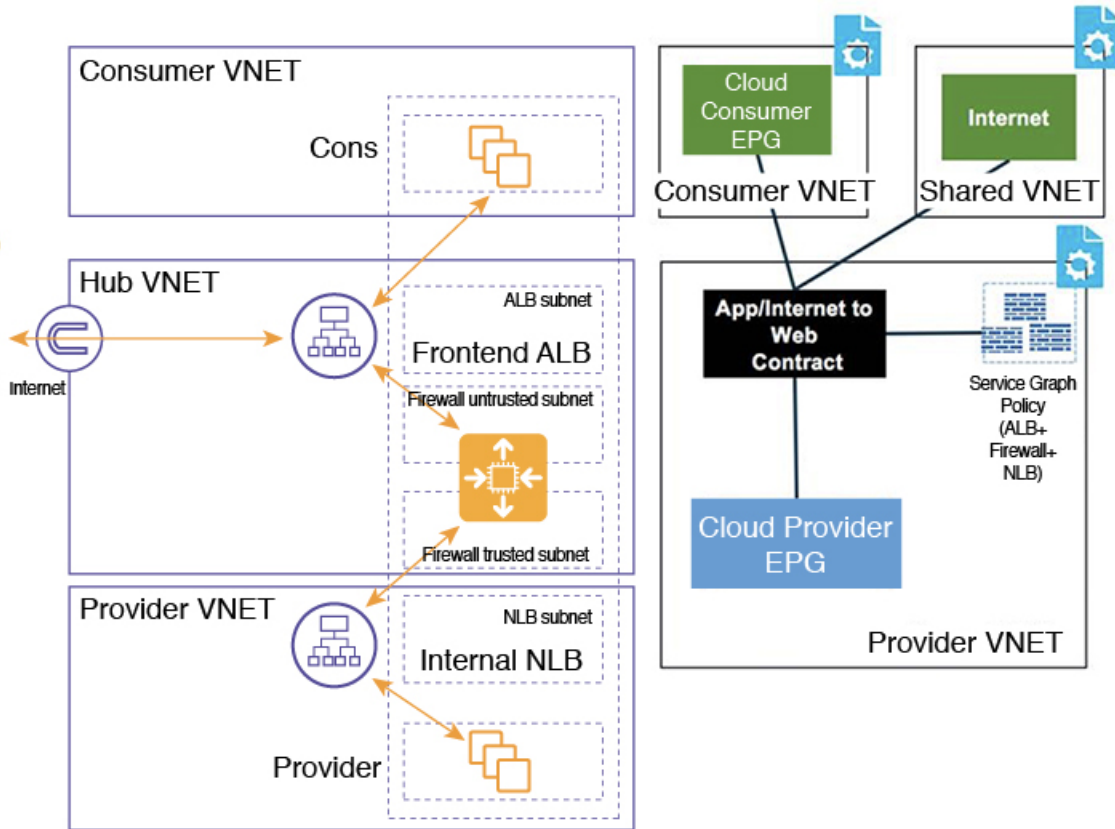 Consumer VNET
Cons
Hub VNET
Internet
ALB subnet
Frontend ALB
Firewall untrusted subnet
Firewall trusted subnet
Provider VNET
NLB subnet
Internal NLB
Provider
Cloud
Consumer
EPG
Consumer VNET
Internet
Shared VNET
App/Internet to
Web
Contract
Service Graph
Policy
(ALB+
Firewall+
NLB)
Cloud Provider
EPG
Provider VNET